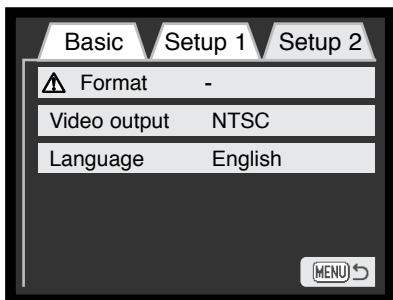 Basic Setup 1 Setup 2
Format -
Video output NTSC
Language English
MENU